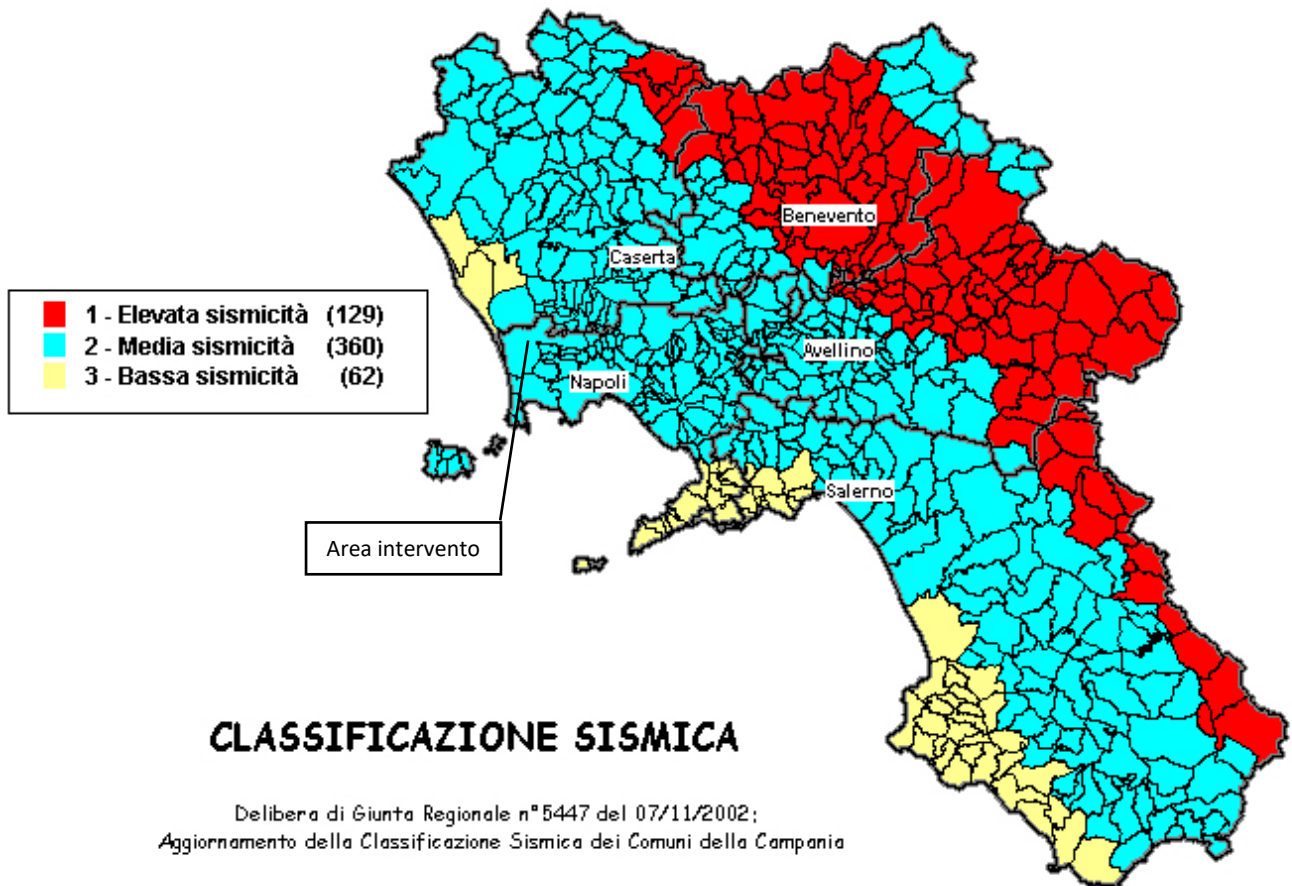 Benevento
Caserta
1 - Elevata sismicità (129)
2 - Media sismicità (360)
3 - Bassa sismicità (62)
Avellino
Napoli
Salerno
Area intervento
CLASSIFICAZIONE SISMICA
Delibera di Giunta Regionale n°5447 del 07/11/2002;
Aggiornamento della Classificazione Sismica dei Comuni della Campania